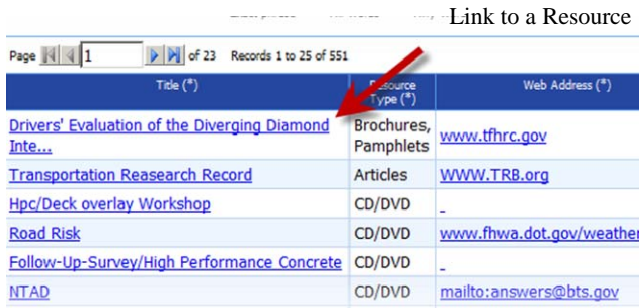 Link to a Resource
Page 1 of 23 Records 1 to 25 of 551
Title (*) Resource Type (*) Web Address (*)
Drivers' Evaluation of the Diverging Diamond Inte... Brochures, Pamphlets www.tfhrc.gov
Transportation Reasearch Record Articles WWW.TRB.org
Hpc/Deck overlay Workshop CD/DVD
Road Risk CD/DVD www.fhwa.dot.gov/weather
Follow-Up-Survey/High Performance Concrete CD/DVD
NTAD CD/DVD mailto:answers@bts.gov